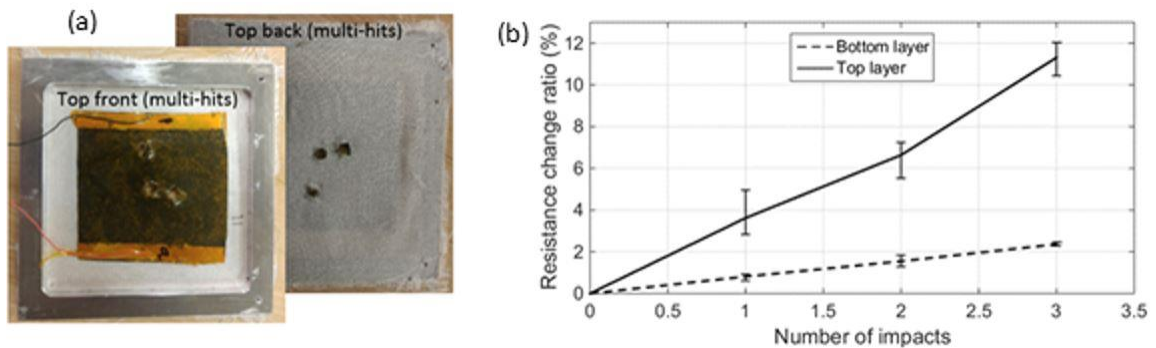 (a)
Top back (multi-hits)
Top front (multi-hits)
(b)
Resistance change ratio (%)
12
10
8
6
4
2
0
Bottom layer
Top layer
0
0.5
1
1.5
2
2.5
3
3.5
Number of impacts